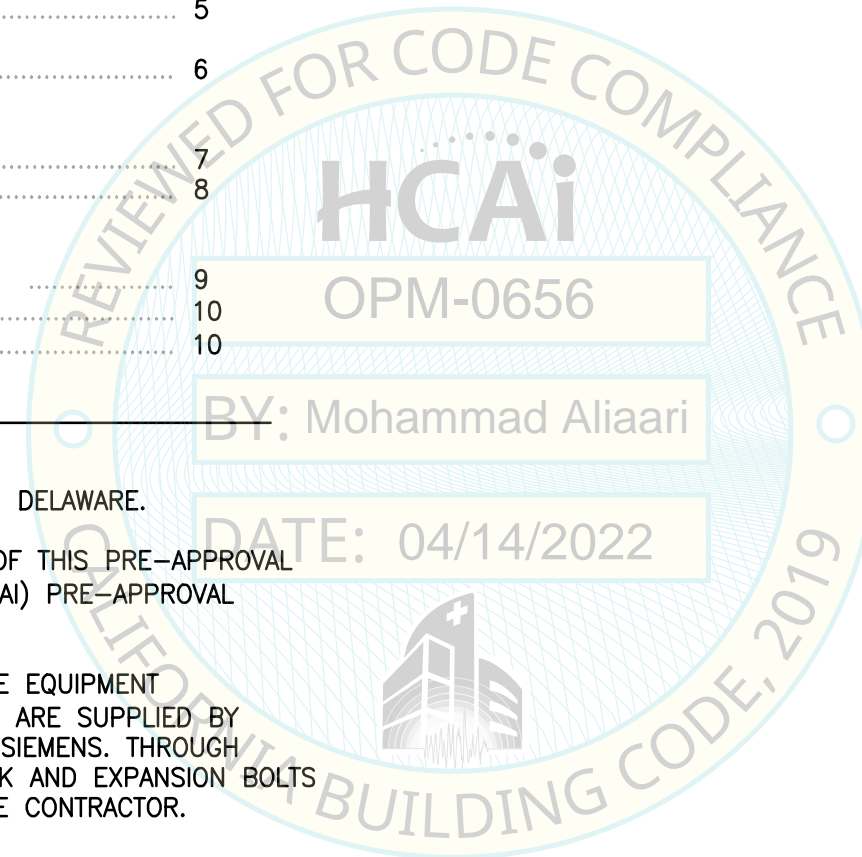 ........................ 5
........................ 6
........................ 7
........................ 8
........................ 9
........................ 10
........................ 10
DELAWARE.
OF THIS PRE-APPROVAL
AI) PRE-APPROVAL
E EQUIPMENT
ARE SUPPLIED BY
SIEMENS. THROUGH
K AND EXPANSION BOLTS
E CONTRACTOR.
REVIEWED FOR CODE COMPLIANCE
HCAi
OPM-0656
BY: Mohammad Aliaari
DATE: 04/14/2022
CALIFORNIA BUILDING CODE, 2019